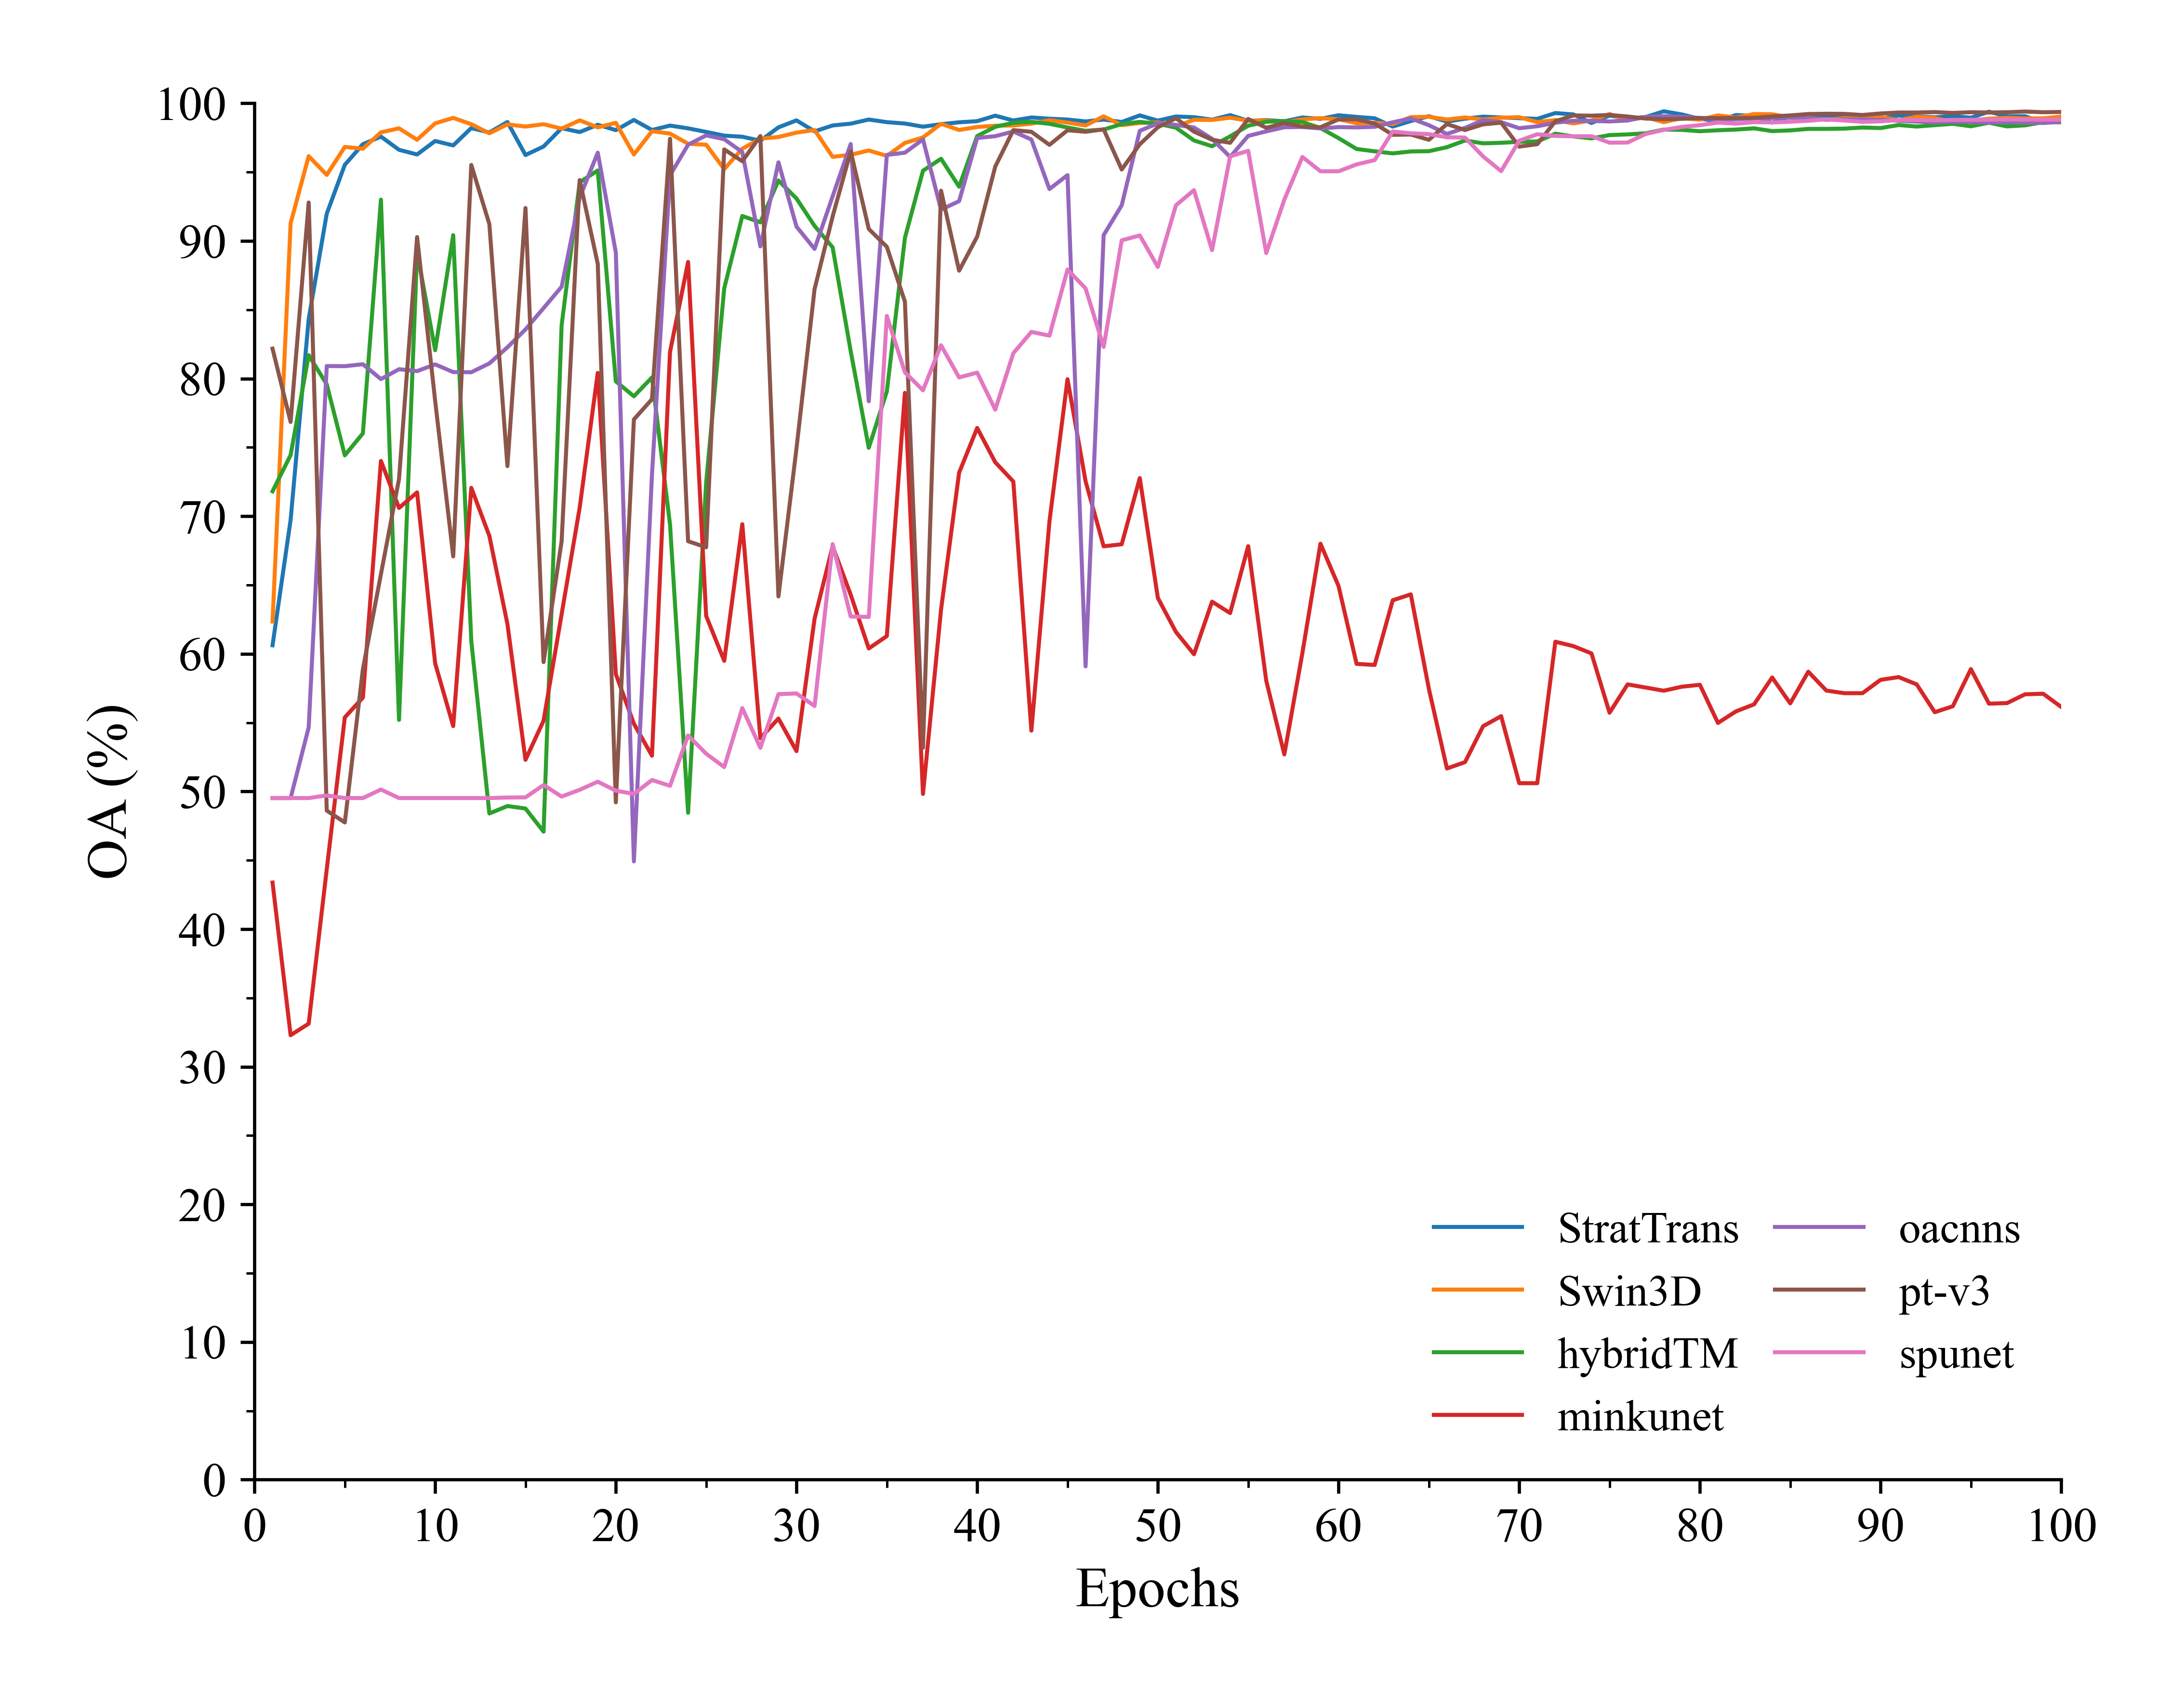 100
90
80
70
60
50
40
30
20
10
0
OA (%)
0 10 20 30 40 50 60 70 80 90 100
Epochs
StratTrans oacnns
Swin3D pt-v3
hybridTM spunet
minkunet